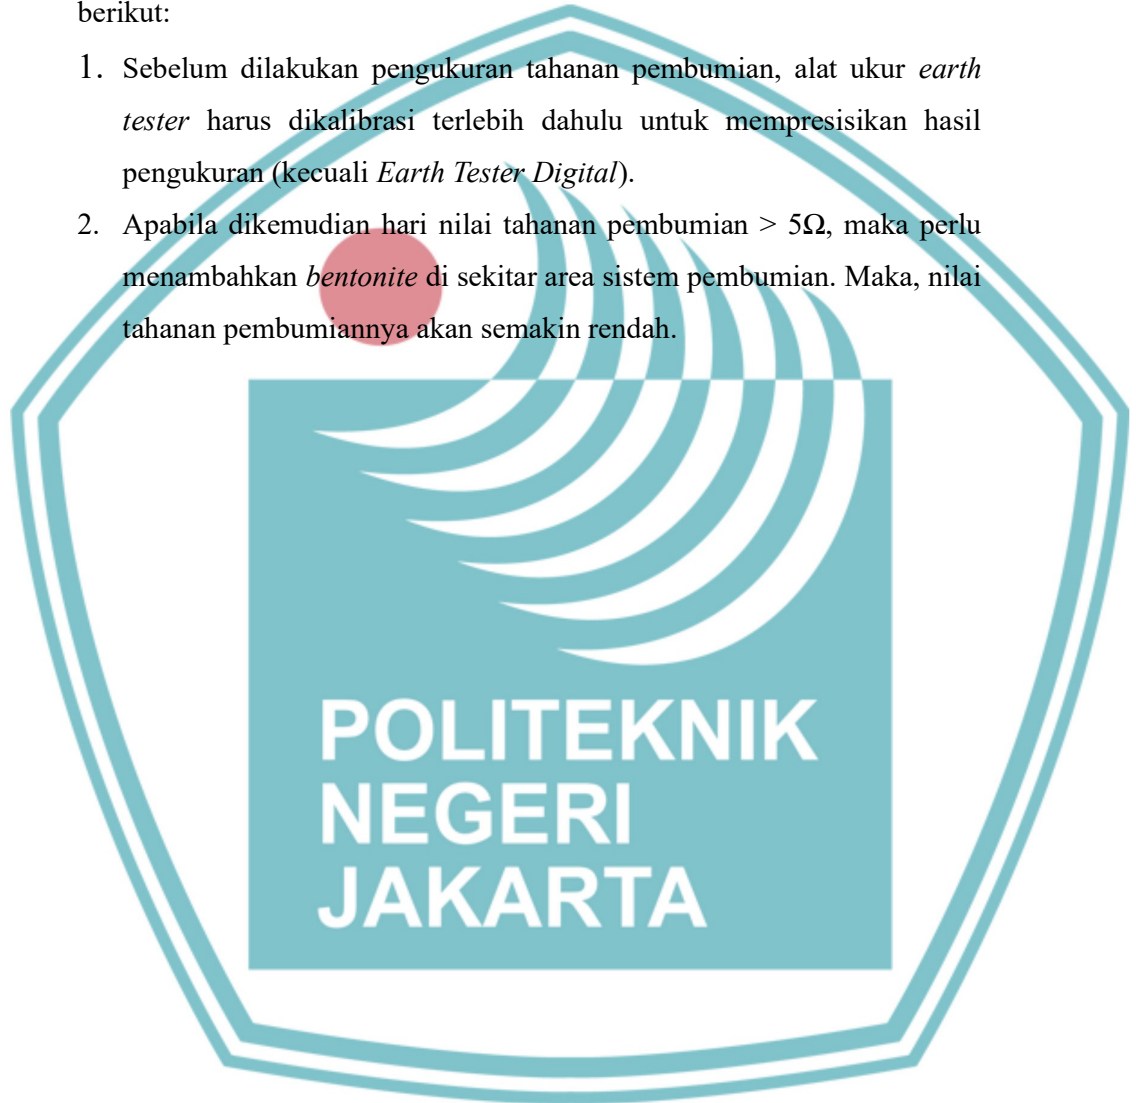 berikut:
1. Sebelum dilakukan pengukuran tahanan pembumian, alat ukur earth
tester harus dikalibrasi terlebih dahulu untuk mempresisikan hasil
pengukuran (kecuali Earth Tester Digital).
2. Apabila dikemudian hari nilai tahanan pembumian > 5Ω, maka perlu
menambahkan bentonite di sekitar area sistem pembumian. Maka, nilai
tahanan pembumiannya akan semakin rendah.
POLITEKNIK
NEGERI
JAKARTA